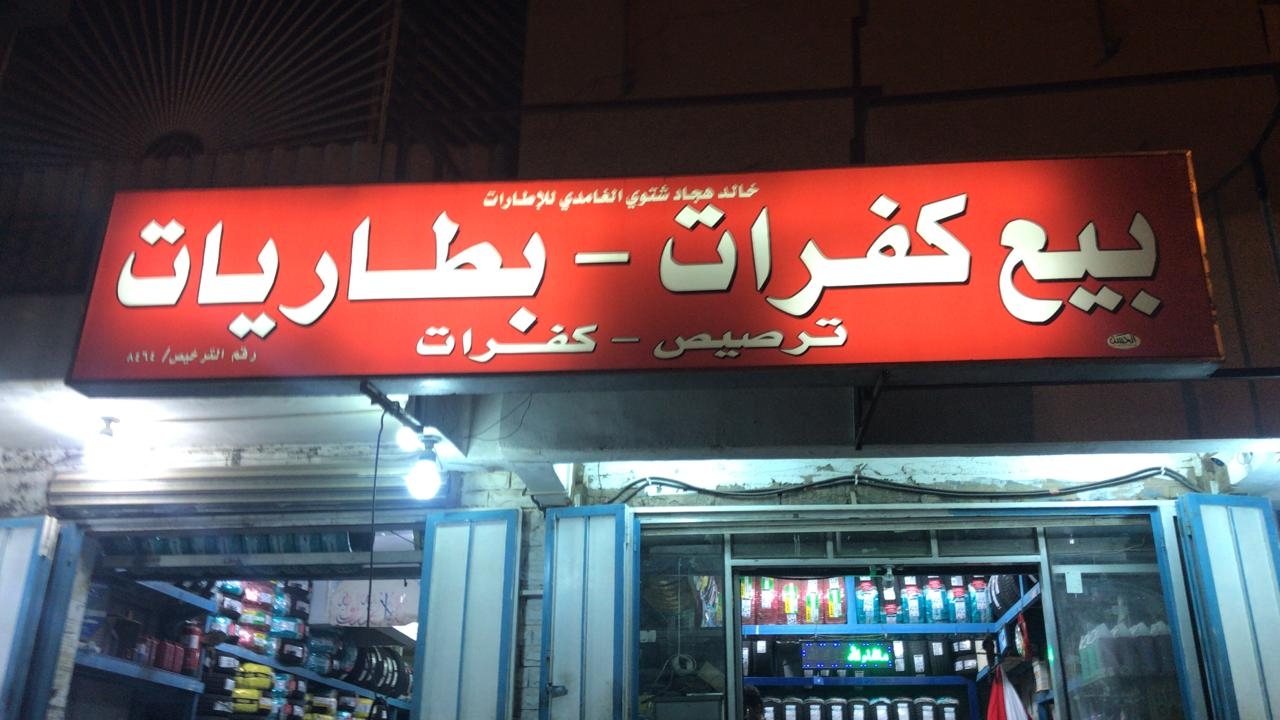 خالد هجاد شتوي الغامدي للإطارات
بيع كفرات - بطاريات
ترصيص - كفرات
رقم الترخيص/ ٨٤٦٤